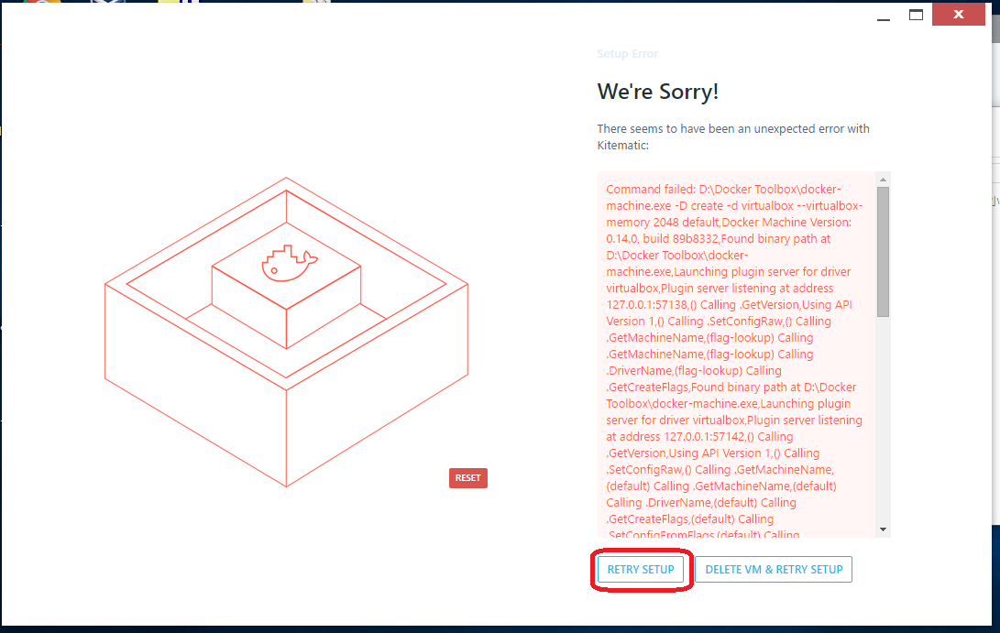 Setup Error
We're Sorry!
There seems to have been an unexpected error with
Kitematic:
Command failed: D:\Docker Toolbox\docker-
machine.exe -D create -d virtualbox --virtualbox-
memory 2048 default,Docker Machine Version:
0.14.0, build 89b8332,Found binary path at
D:\Docker Toolbox\docker-
machine.exe,Launching plugin server for driver
virtualbox,Plugin server listening at address
127.0.0.1:57138,() Calling .GetVersion,Using API
Version 1,() Calling .SetConfigRaw,() Calling
.GetMachineName,(flag-lookup) Calling
.GetMachineName,(flag-lookup) Calling
.DriverName,(flag-lookup) Calling
.GetCreateFlags,Found binary path at D:\Docker
Toolbox\docker-machine.exe,Launching plugin
server for driver virtualbox,Plugin server listening
at address 127.0.0.1:57142,() Calling
.GetVersion,Using API Version 1,() Calling
.SetConfigRaw,() Calling .GetMachineName,
(default) Calling .GetMachineName,(default)
Calling .DriverName,(default) Calling
.GetCreateFlags,(default) Calling
.SetConfigFromFlags,(default) Calling
RESET
RETRY SETUP
DELETE VM & RETRY SETUP